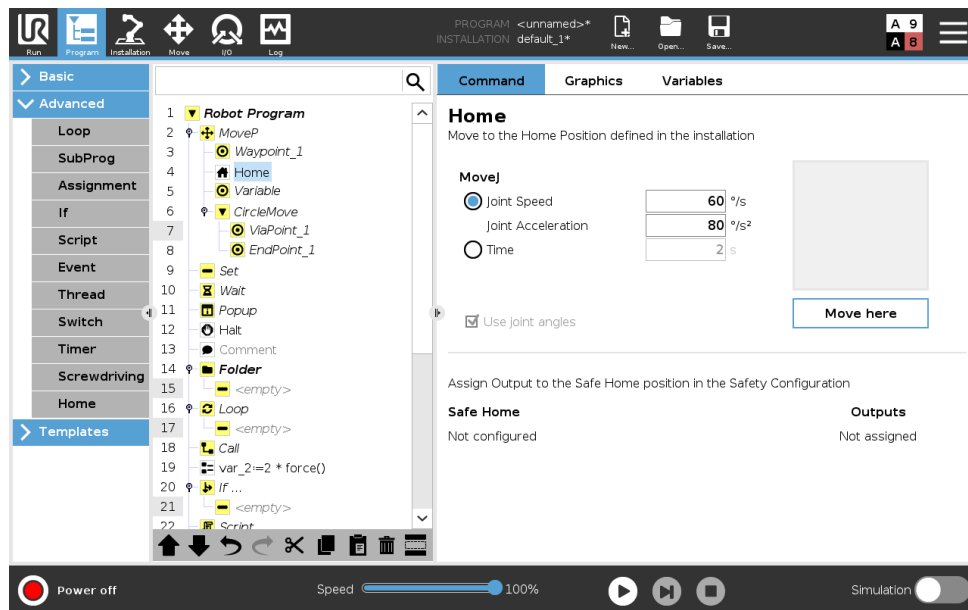 PROGRAM <unnamed>*
INSTALLATION default_1*
A 9
A 8
Run
Program
Installation
Move
I/O
Log
New...
Open...
Save...
Basic
Advanced
Loop
SubProg
Assignment
If
Script
Event
Thread
Switch
Timer
Screwdriving
Home
Templates
1 Robot Program
2 MoveP
3 Waypoint_1
4 Home
5 Variable
6 CircleMove
7 ViaPoint_1
8 EndPoint_1
9 Set
10 Wait
11 Popup
12 Halt
13 Comment
14 Folder
15 <empty>
16 Loop
17 <empty>
18 Call
19 var_2:=2 * force()
20 If ...
21 <empty>
22 Script
Command
Graphics
Variables
Home
Move to the Home Position defined in the installation
MoveJ
Joint Speed 60 °/s
Joint Acceleration 80 °/s²
Time 2 s
Use joint angles
Move here
Assign Output to the Safe Home position in the Safety Configuration
Safe Home Outputs
Not configured Not assigned
Power off
Speed 100%
Simulation